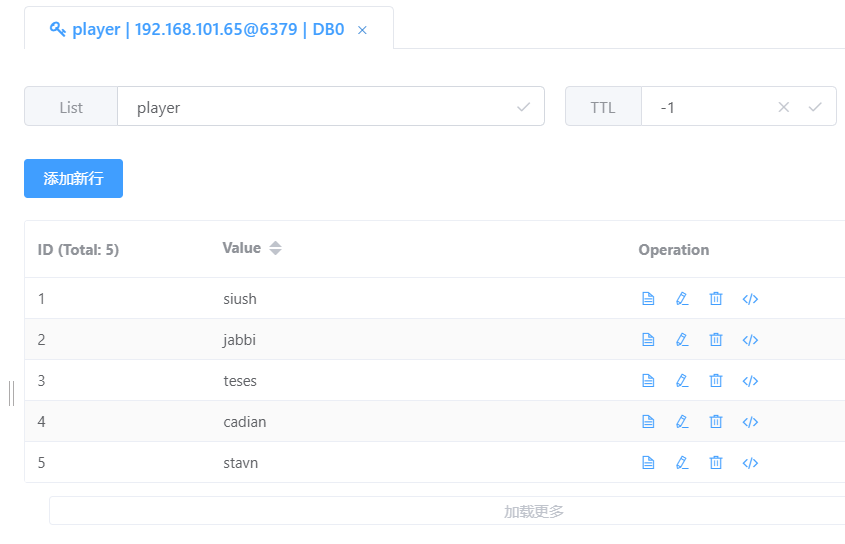 player | 192.168.101.65@6379 | DB0
List player TTL -1
添加新行
ID (Total: 5) Value Operation
1 siush
2 jabbi
3 teses
4 cadian
5 stavn
加载更多